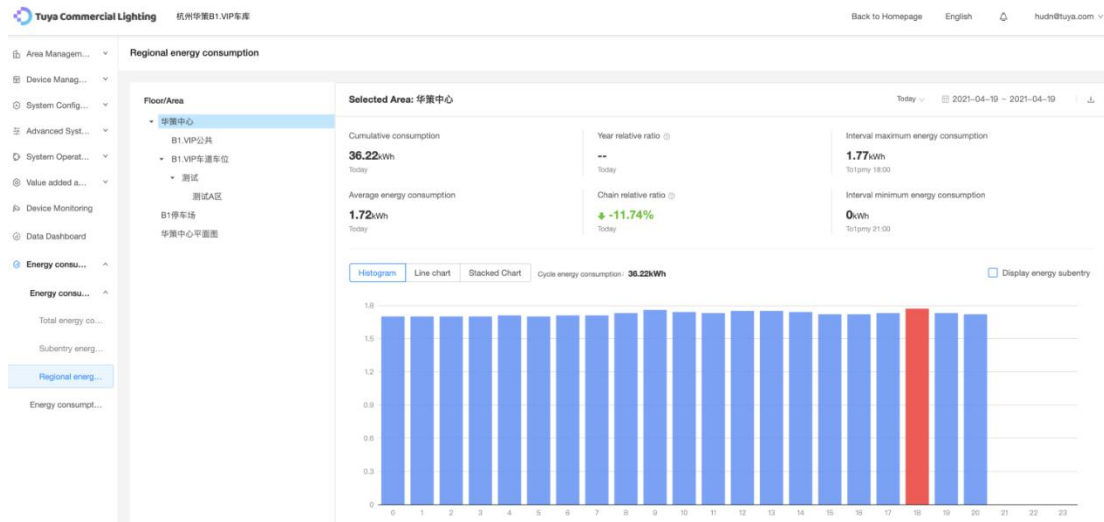 Tuya Commercial Lighting 杭州华策B1.VIP车库 Back to Homepage English hudn@tuya.com
Area Managem...
Device Manag...
System Config...
Advanced Syst...
System Operat...
Value added a...
Device Monitoring
Data Dashboard
Energy consu...
Energy consu...
Total energy co...
Subentry energ...
Regional energ...
Energy consumpt...
Regional energy consumption
Floor/Area
华策中心
B1.VIP公共
B1.VIP车道车位
测试
测试A区
B1停车场
华策中心平面图
Selected Area: 华策中心 Today 2021-04-19 ~ 2021-04-19
Cumulative consumption
36.22kWh
Today
Year relative ratio
--
Today
Interval maximum energy consumption
1.77kWh
To1pmy 18:00
Average energy consumption
1.72kWh
Today
Chain relative ratio
-11.74%
Today
Interval minimum energy consumption
0kWh
To1pmy 21:00
Histogram Line chart Stacked Chart Cycle energy consumption: 36.22kWh Display energy subentry
1.8
1.5
1.2
0.9
0.6
0.3
0
0 1 2 3 4 5 6 7 8 9 10 11 12 13 14 15 16 17 18 19 20 21 22 23